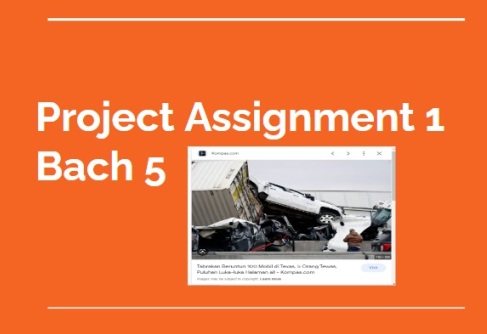 Project Assignment 1
Bach 5
Kompas.com
Tabrakan Beruntun 100 Mobil di Texas, 5 Orang Tewas,
Puluhan Luka-luka Halaman all - Kompas.com
Images may be subject to copyright. Learn More
Visit